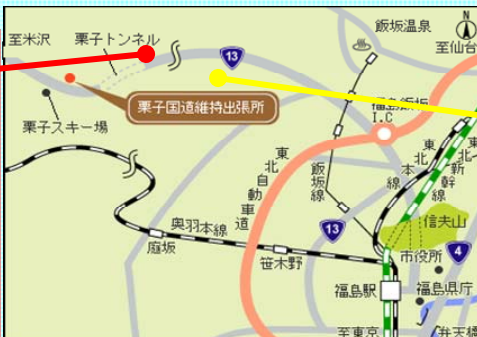 至米沢
栗子トンネル
13
飯坂温泉
N
至仙台
栗子国道維持出張所
栗子スキー場
福島飯坂
I.C
東北自動車道
飯坂線
東北本線
東北新幹線
奥羽本線
庭坂
笹木野
13
信夫山
市役所
4
福島駅
福島県庁
至東京
弁天橋